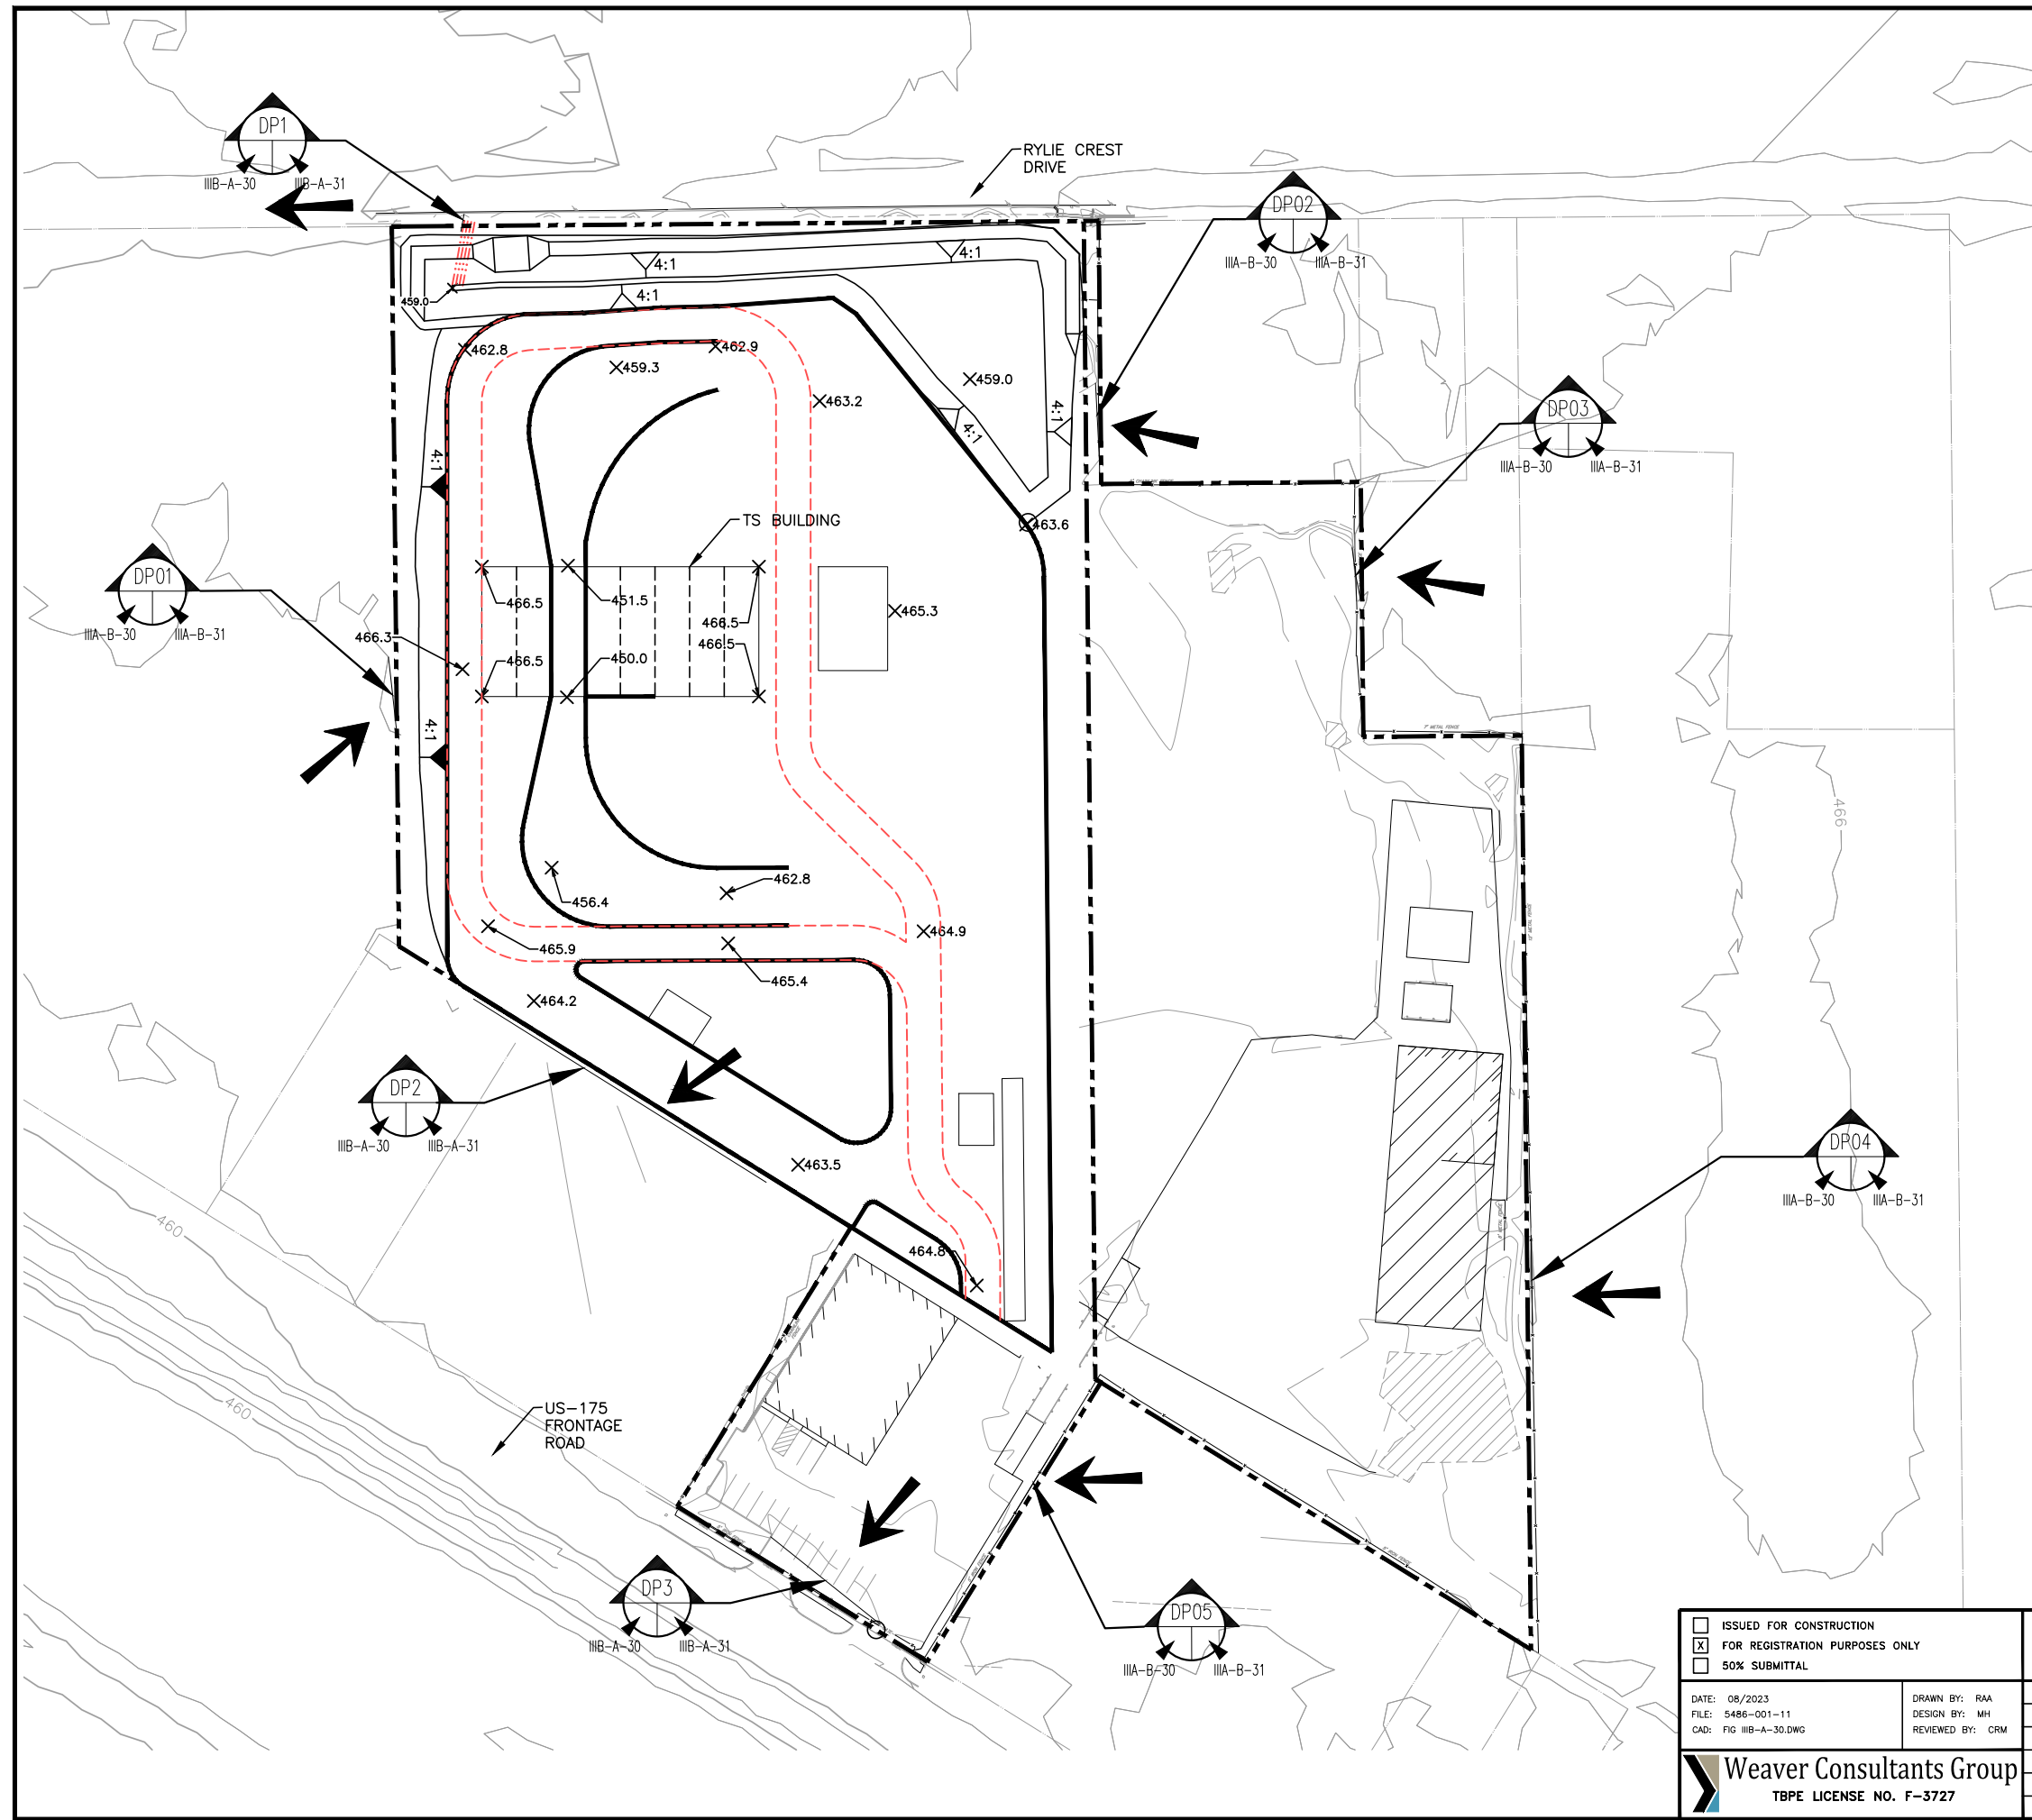 RYLIE CREST
DRIVE
DP1
IIIB-A-30
IIIB-A-31
DP02
IIIA-B-30
IIIA-B-31
4:1
4:1
4:1
459.0
462.8
462.9
459.3
463.2
459.0
4:1
4:1
4:1
DP03
IIIA-B-30
IIIA-B-31
TS BUILDING
463.6
DP01
IIIA-B-30
IIIA-B-31
466.5
451.5
466.5
465.3
466.3
466.5
450.0
466.5
4:1
7' METAL FENCE
466
462.8
456.4
465.9
464.9
465.4
464.2
DP2
IIIB-A-30
IIIB-A-31
463.5
DP04
IIIA-B-30
IIIA-B-31
460
464.8
460
US-175
FRONTAGE
ROAD
DP3
IIIB-A-30
IIIB-A-31
DP05
IIIA-B-30
IIIA-B-31
ISSUED FOR CONSTRUCTION
X FOR REGISTRATION PURPOSES ONLY
50% SUBMITTAL
DATE: 08/2023
FILE: 5486-001-11
CAD: FIG IIIB-A-30.DWG
DRAWN BY: RAA
DESIGN BY: MH
REVIEWED BY: CRM
Weaver Consultants Group
TBPE LICENSE NO. F-3727